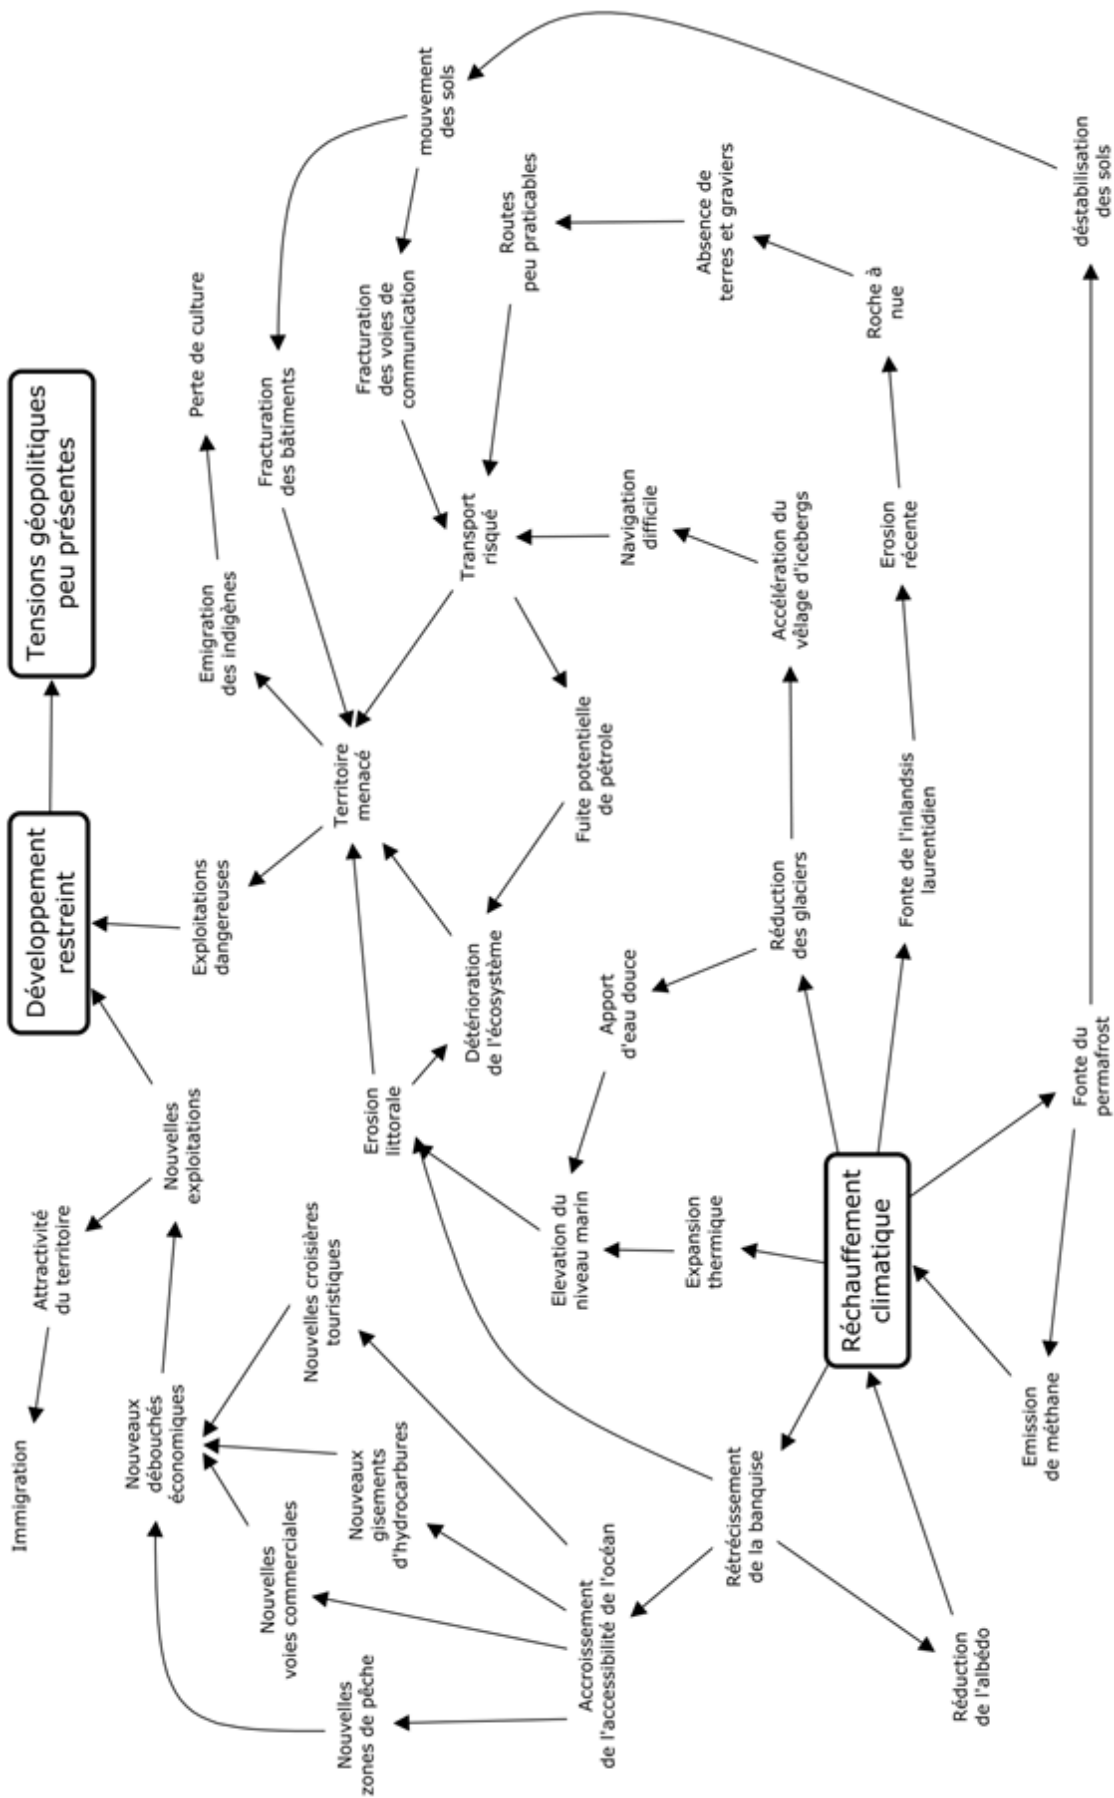 Immigration
Attractivité
du territoire
Nouveaux
débouchés
économiques
Nouvelles
exploitations
Développement
restreint
Tensions géopolitiques
peu présentes
Exploitations
dangereuses
Emigration
des indigènes
Perte de culture
Nouvelles
zones de pêche
Nouvelles
voies commerciales
Nouveaux
gisements
d'hydrocarbures
Nouvelles croisières
touristiques
Erosion
littorale
Territoire
menacé
Fracturation
des bâtiments
Fracturation
des voies de
communication
mouvement
des sols
Détérioration
de l'écosystème
Transport
risqué
Routes
peu praticables
Accroissement
de l'accessibilité de l'océan
Elevation du
niveau marin
Apport
d'eau douce
Fuite potentielle
de pétrole
Navigation
difficile
Absence de
terres et graviers
Rétrécissement
de la banquise
Expansion
thermique
Réduction
des glaciers
Accélération du
vêlage d'icebergs
Réchauffement
climatique
Fonte de l'inlandsis
laurentidien
Erosion
récente
Roche à
nue
Réduction
de l'albédo
Emission
de méthane
Fonte du
permafrost
déstabilisation
des sols